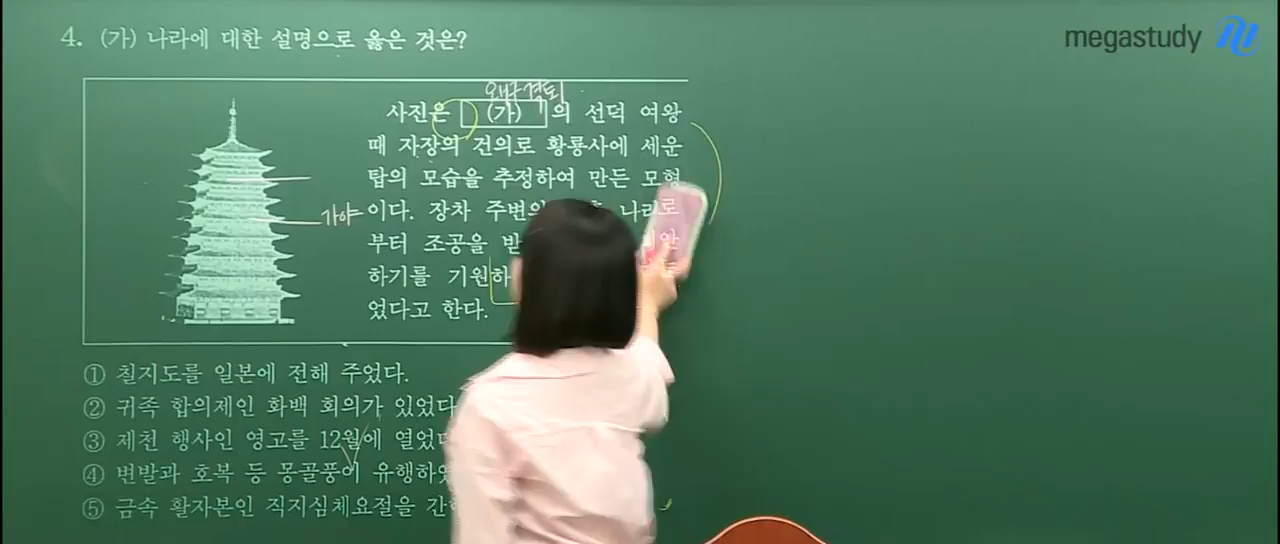 4. (가) 나라에 대한 설명으로 옳은 것은?
megastudy
왜구격퇴
사진은 (가) 의 선덕 여왕
때 자장의 건의로 황룡사에 세운
탑의 모습을 추정하여 만든 모형
가야
이다. 장차 주변의 나라로
부터 조공을 받
하기를 기원하
었다고 한다.
① 칠지도를 일본에 전해 주었다.
② 귀족 합의제인 화백 회의가 있었다
③ 제천 행사인 영고를 12월에 열었다
④ 변발과 호복 등 몽골풍이 유행하였
⑤ 금속 활자본인 직지심체요절을 간